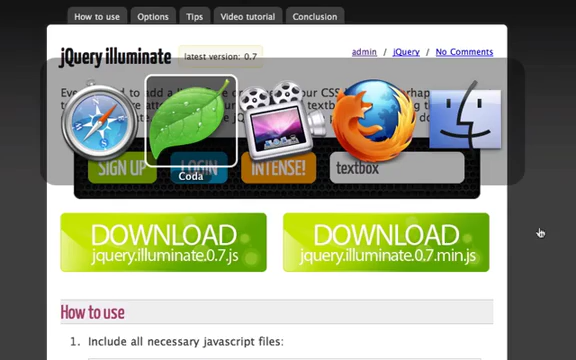 How to use Options Tips Video tutorial Conclusion
jQuery illuminate latest version: 0.7 admin / jQuery / No Comments
SIGN UP LOGIN INTENSE! textbox
Coda
DOWNLOAD DOWNLOAD
jquery.illuminate.0.7.js jquery.illuminate.0.7.min.js
How to use
1. Include all necessary javascript files: